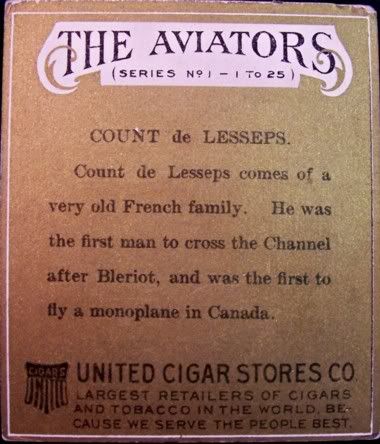 THE AVIATORS
(SERIES Nº 1 – 1 TO 25)
COUNT de LESSEPS.
Count de Lesseps comes of a
very old French family. He was
the first man to cross the Channel
after Bleriot, and was the first to
fly a monoplane in Canada.
CIGARS
UNITED
UNITED CIGAR STORES CO.
LARGEST RETAILERS OF CIGARS
AND TOBACCO IN THE WORLD, BE-
CAUSE WE SERVE THE PEOPLE BEST.